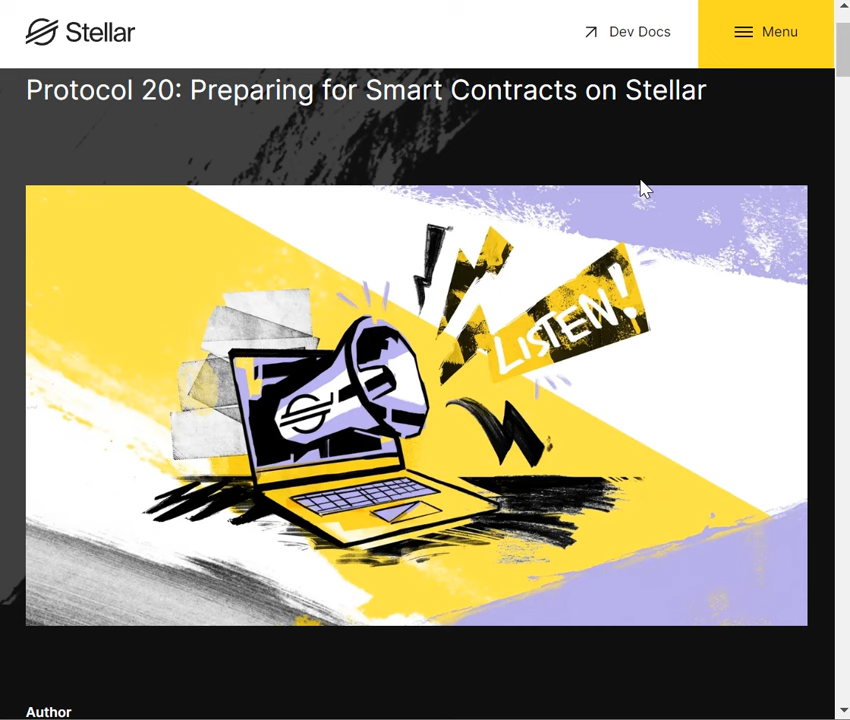 Stellar
Dev Docs
Menu
Protocol 20: Preparing for Smart Contracts on Stellar
LISTEN!
Author